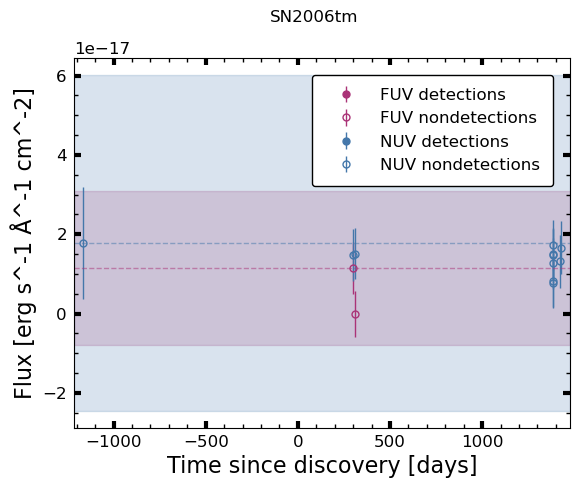 SN2006tm
1e−17
FUV detections
FUV nondetections
NUV detections
NUV nondetections
6
4
2
0
−2
Flux [erg s^-1 Å^-1 cm^-2]
−1000
−500
0
500
1000
Time since discovery [days]